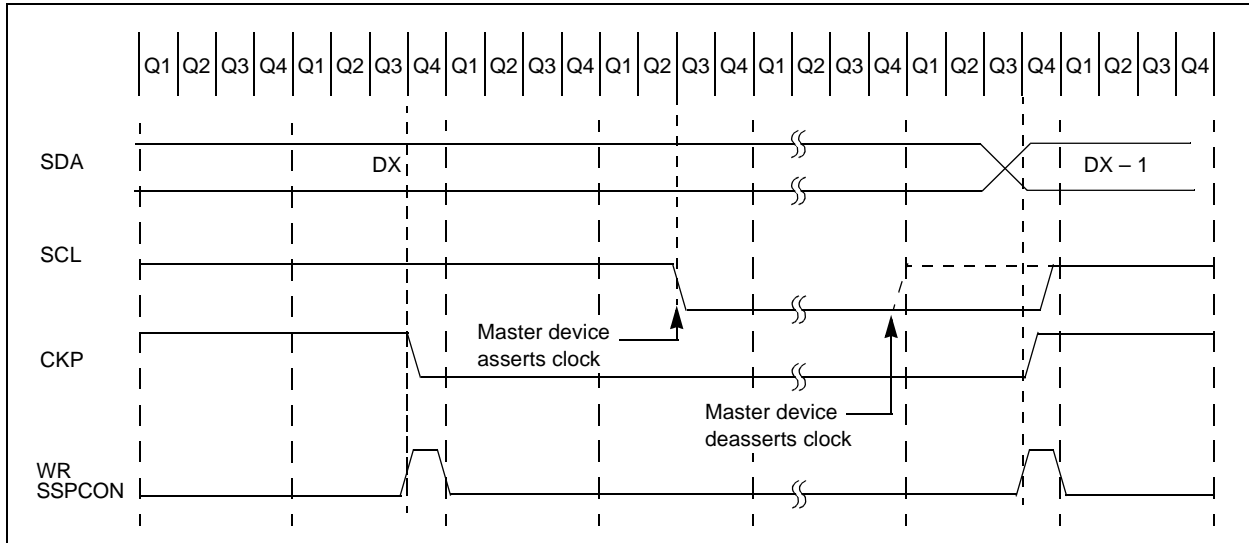 Q1 Q2 Q3 Q4 Q1 Q2 Q3 Q4 Q1 Q2 Q3 Q4 Q1 Q2 Q3 Q4 Q1 Q2 Q3 Q4 Q1 Q2 Q3 Q4 Q1 Q2 Q3 Q4
SDA DX DX – 1
SCL
Master device
asserts clock
CKP
Master device
deasserts clock
WR
SSPCON